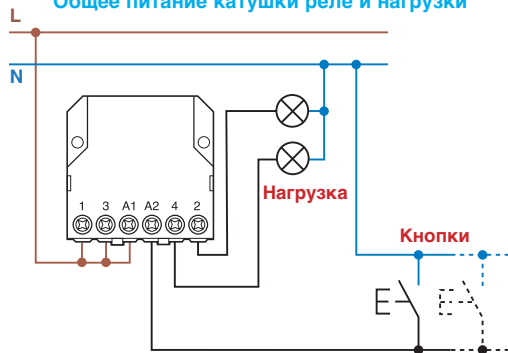 Общее питание катушки реле и нагрузки
L
N
1 3 A1 A2 4 2
Нагрузка
Кнопки